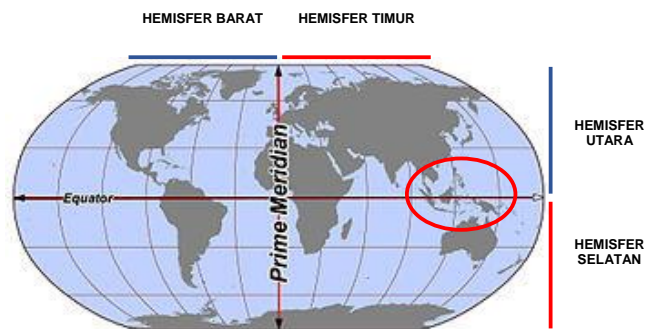 HEMISFER BARAT
HEMISFER TIMUR
HEMISFER
UTARA
Prime Meridian
Equator
HEMISFER
SELATAN